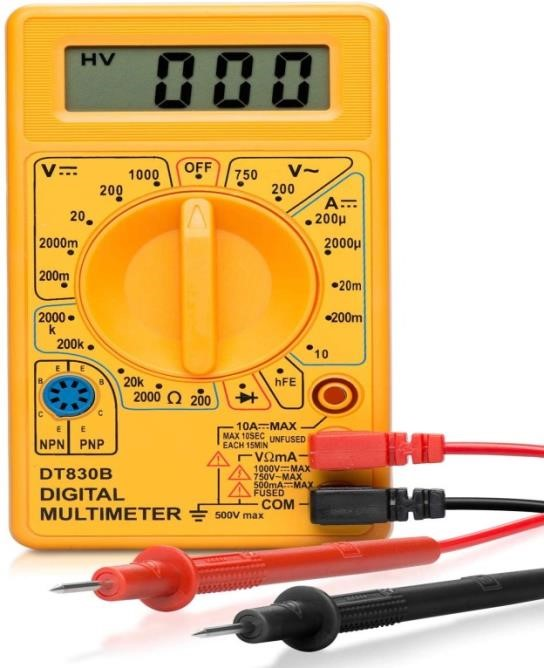 HV 000
V⎓ 1000 OFF 750 V~
200 200
A⎓
20 200µ
2000m 2000µ
200m 20m
2000 k 200m
200k 10
20k hFE
2000 Ω 200
E E
B B
C C
E E
NPN PNP
10A⎓MAX
MAX 10SEC UNFUSED
EACH 15MIN
VΩmA
1000V⎓MAX
750V~MAX
500mA⎓MAX
FUSED
COM
500V max
DT830B
DIGITAL
MULTIMETER